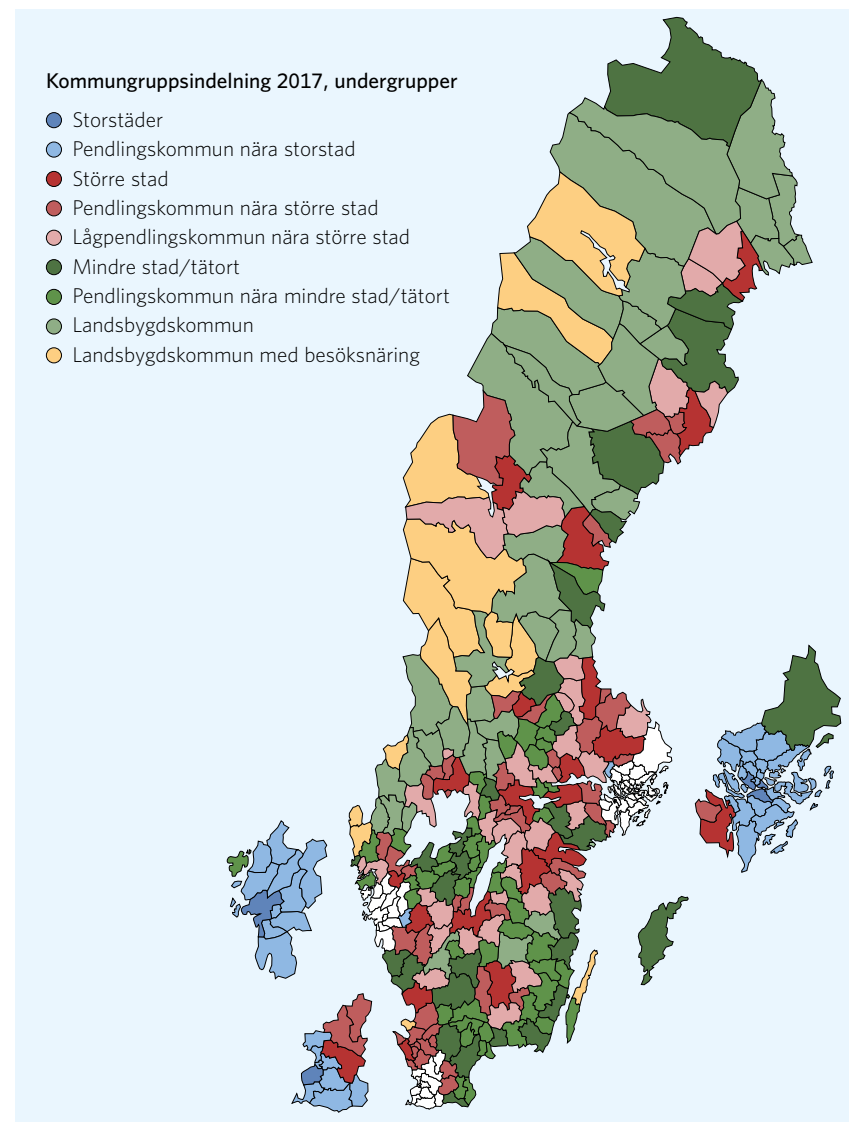 Kommungruppsindelning 2017, undergrupper
Storstäder
Pendlingskommun nära storstad
Större stad
Pendlingskommun nära större stad
Lågpendlingskommun nära större stad
Mindre stad/tätort
Pendlingskommun nära mindre stad/tätort
Landsbygdskommun
Landsbygdskommun med besöksnäring